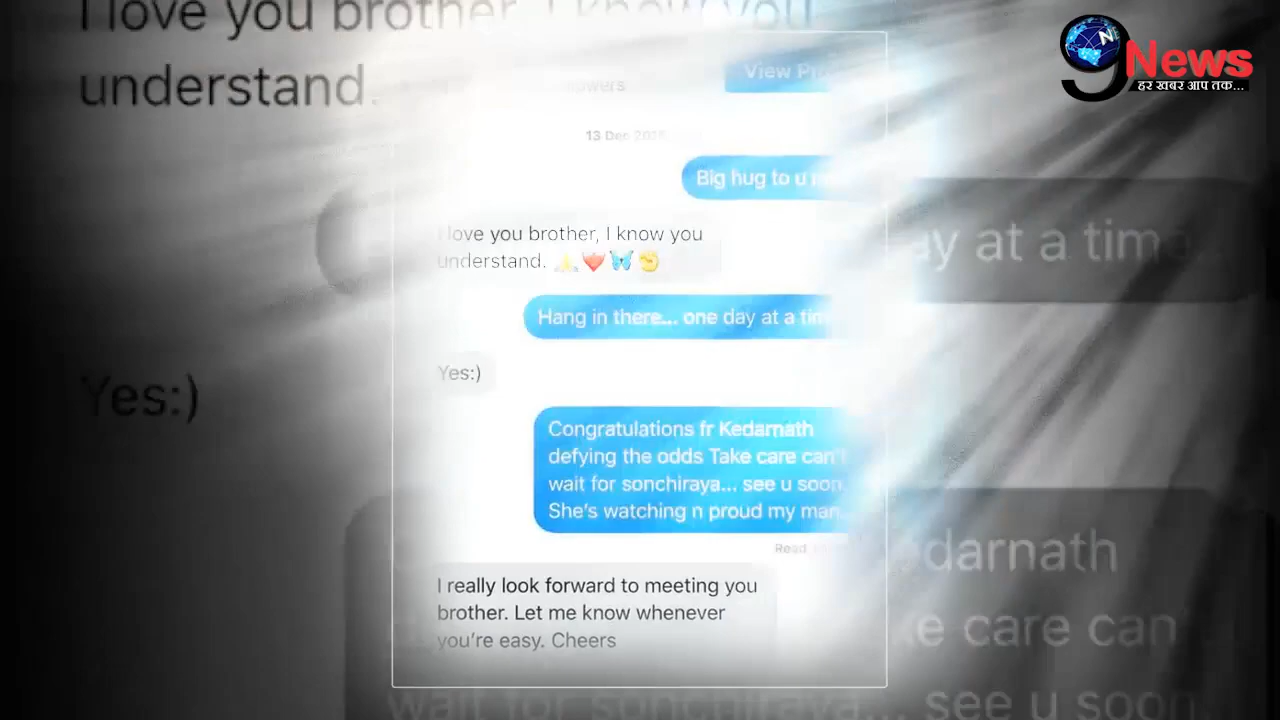 I love you brother, I know you
understand.
9 News
हर खबर आप तक...
View
13 Dec
Big hug to u
I love you brother, I know you
understand. 🙏❤️🦋✊
ay at a time
Hang in there... one day at a tim
Yes:)
Yes:)
Congratulations fr Kedarnath
defying the odds Take care can't
wait for sonchiraya... see u soon.
She's watching n proud my man
Read
edarnath
I really look forward to meeting you
brother. Let me know whenever
you're easy. Cheers
ke care can
wait for sonchiraya... see u soon